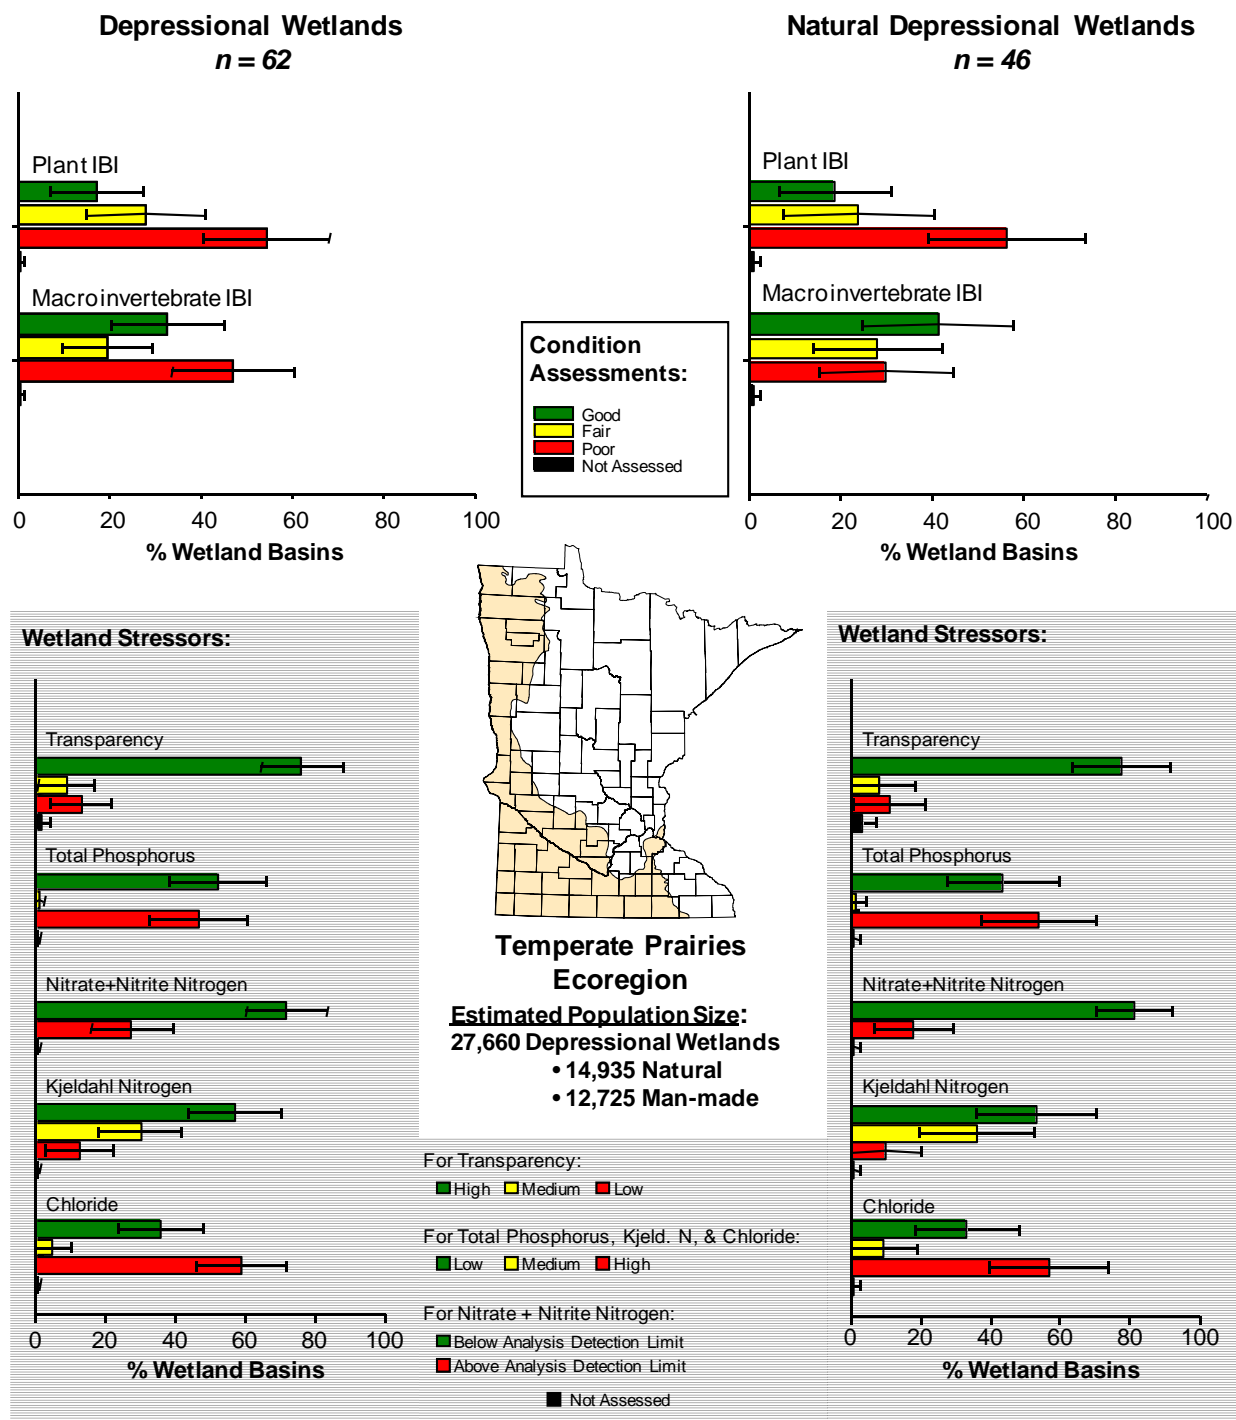 Depressional Wetlands
n = 62
Natural Depressional Wetlands
n = 46
Plant IBI
Macroinvertebrate IBI
0 20 40 60 80 100
% Wetland Basins
Condition
Assessments:
Good
Fair
Poor
Not Assessed
Plant IBI
Macroinvertebrate IBI
0 20 40 60 80 100
% Wetland Basins
Wetland Stressors:
Transparency
Total Phosphorus
Nitrate+Nitrite Nitrogen
Kjeldahl Nitrogen
Chloride
0 20 40 60 80 100
% Wetland Basins
Temperate Prairies
Ecoregion
Estimated Population Size:
27,660 Depressional Wetlands
• 14,935 Natural
• 12,725 Man-made
For Transparency:
High Medium Low
For Total Phosphorus, Kjeld. N, & Chloride:
Low Medium High
For Nitrate + Nitrite Nitrogen:
Below Analysis Detection Limit
Above Analysis Detection Limit
Not Assessed
Wetland Stressors:
Transparency
Total Phosphorus
Nitrate+Nitrite Nitrogen
Kjeldahl Nitrogen
Chloride
0 20 40 60 80 100
% Wetland Basins